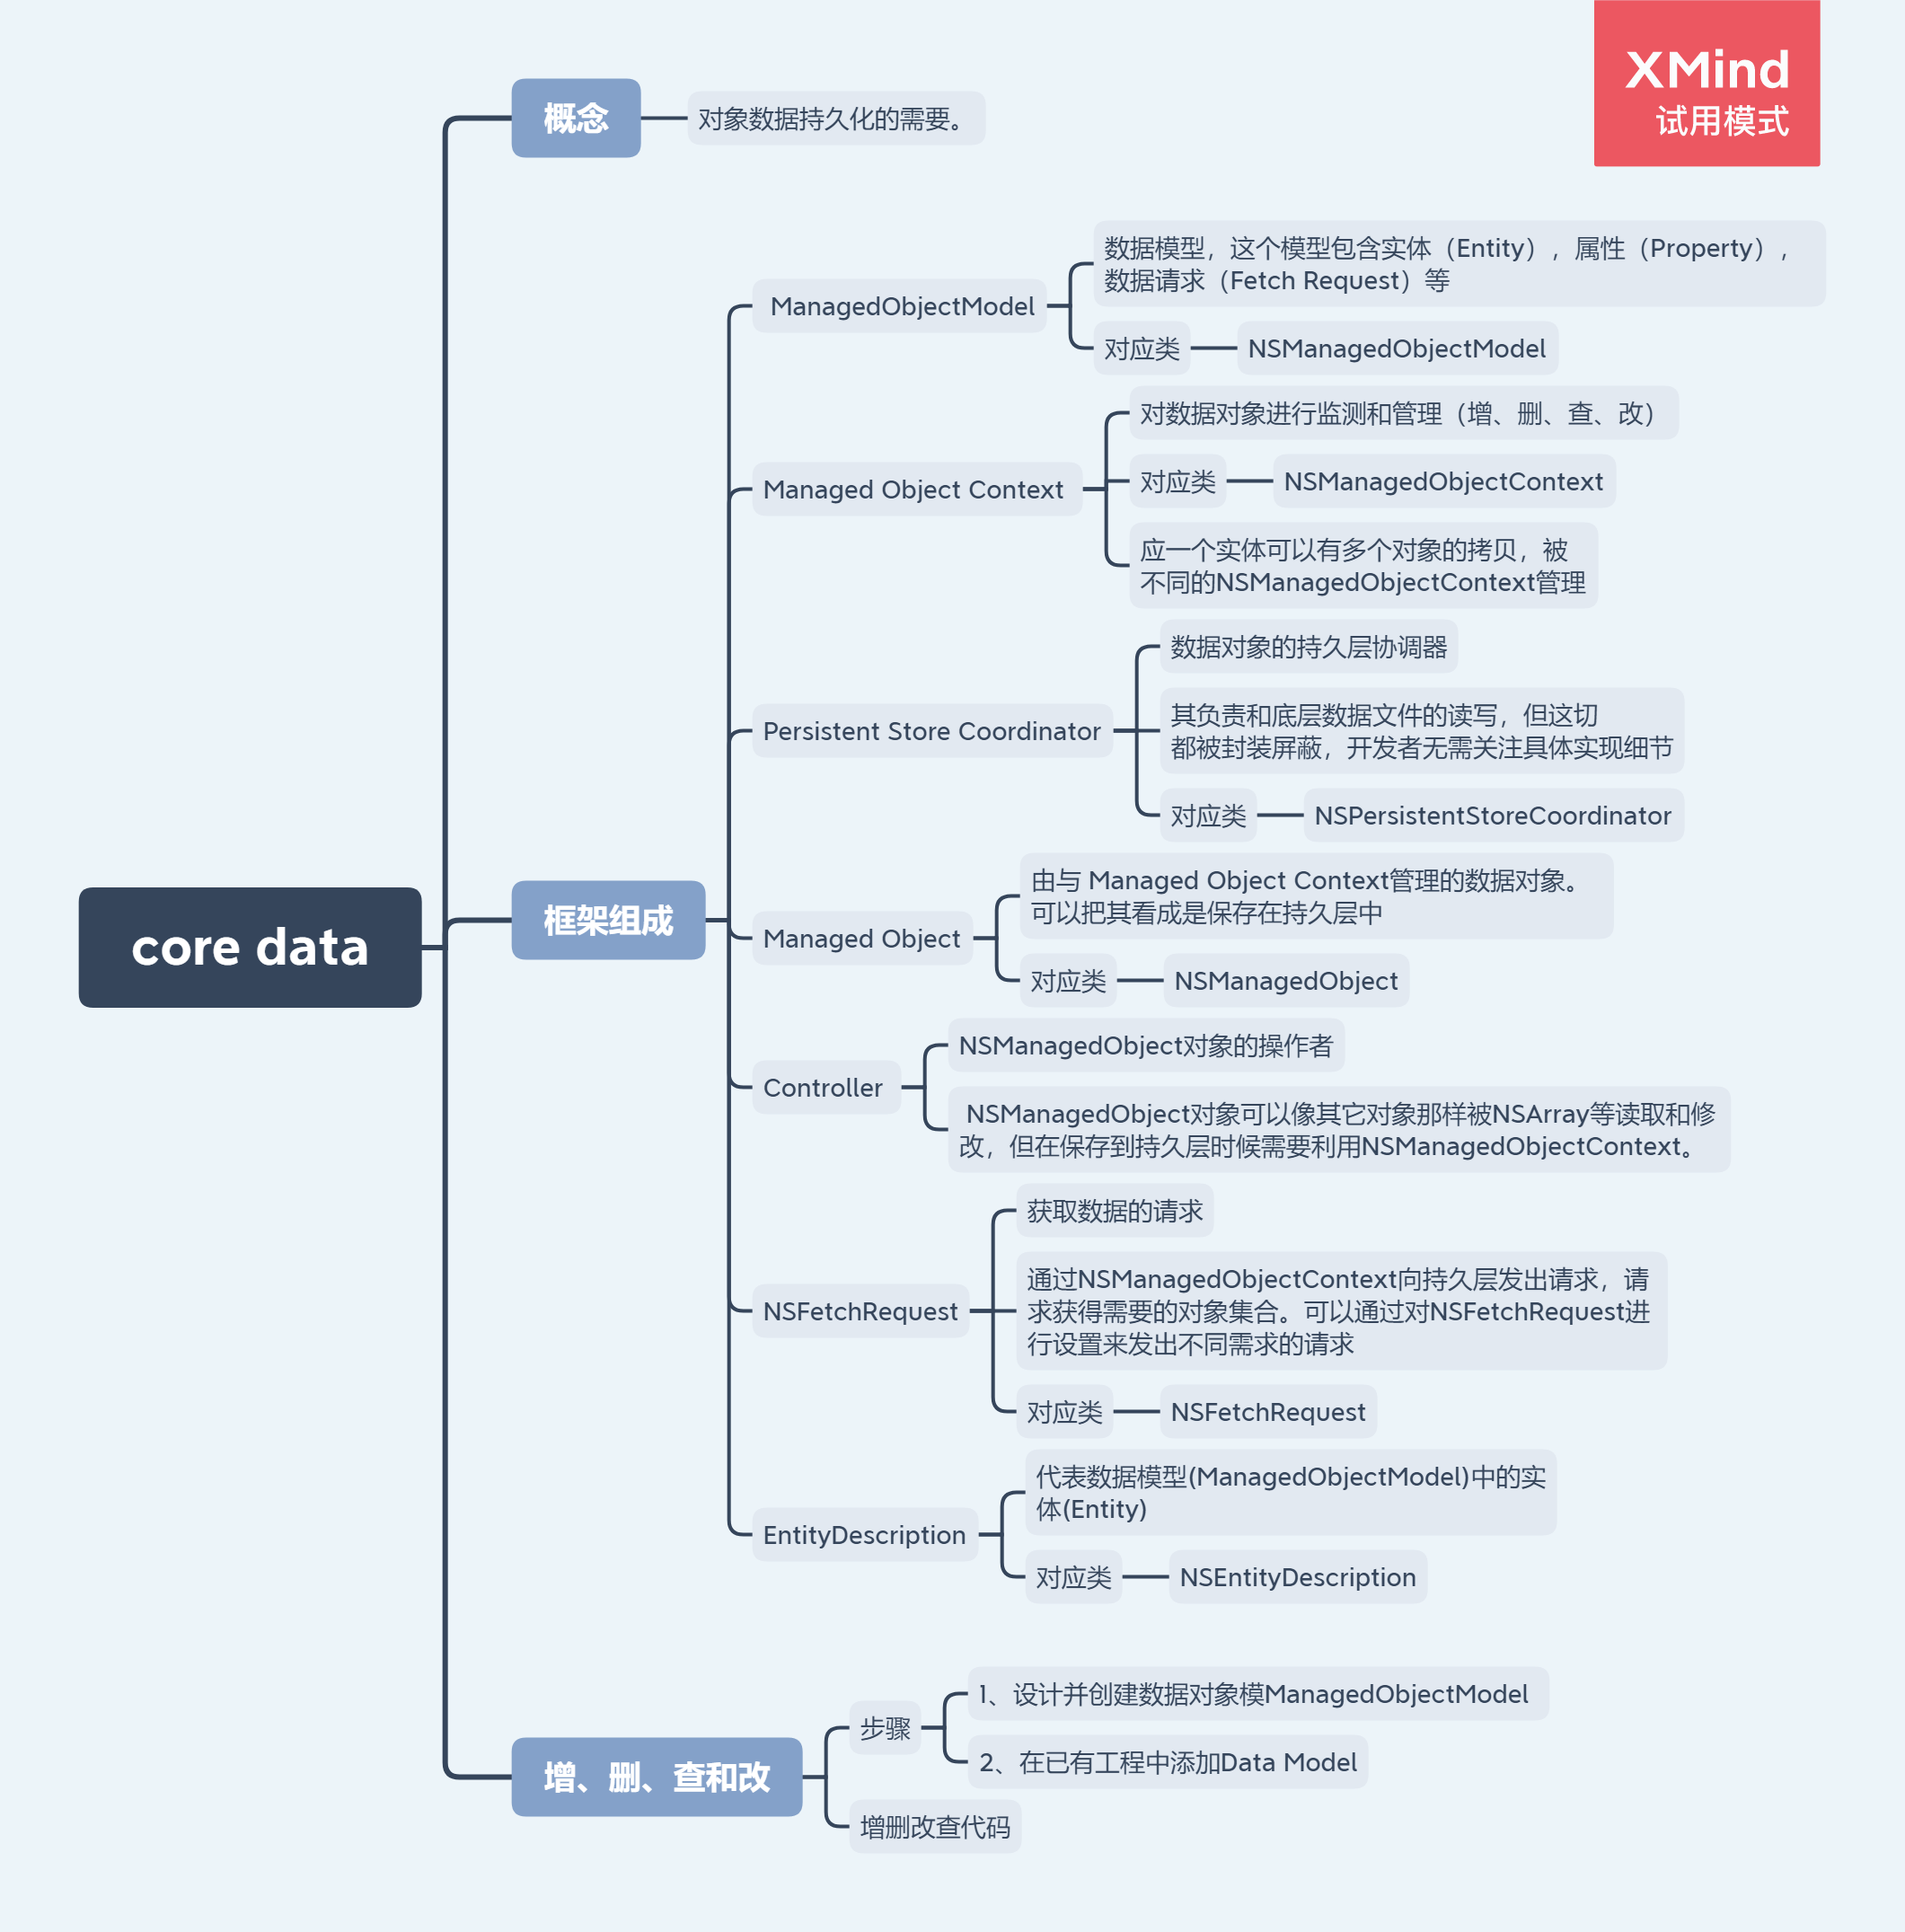 XMind
试用模式
概念
对象数据持久化的需要。
数据模型，这个模型包含实体（Entity），属性（Property），
数据请求（Fetch Request）等
ManagedObjectModel
对应类
NSManagedObjectModel
对数据对象进行监测和管理（增、删、查、改）
Managed Object Context
对应类
NSManagedObjectContext
应一个实体可以有多个对象的拷贝，被
不同的NSManagedObjectContext管理
数据对象的持久层协调器
Persistent Store Coordinator
其负责和底层数据文件的读写，但这切
都被封装屏蔽，开发者无需关注具体实现细节
对应类
NSPersistentStoreCoordinator
core data
框架组成
由与 Managed Object Context管理的数据对象。
可以把其看成是保存在持久层中
Managed Object
对应类
NSManagedObject
NSManagedObject对象的操作者
Controller
NSManagedObject对象可以像其它对象那样被NSArray等读取和修
改，但在保存到持久层时候需要利用NSManagedObjectContext。
获取数据的请求
NSFetchRequest
通过NSManagedObjectContext向持久层发出请求，请
求获得需要的对象集合。可以通过对NSFetchRequest进
行设置来发出不同需求的请求
对应类
NSFetchRequest
代表数据模型(ManagedObjectModel)中的实
体(Entity)
EntityDescription
对应类
NSEntityDescription
增、删、查和改
步骤
1、设计并创建数据对象模ManagedObjectModel
2、在已有工程中添加Data Model
增删改查代码